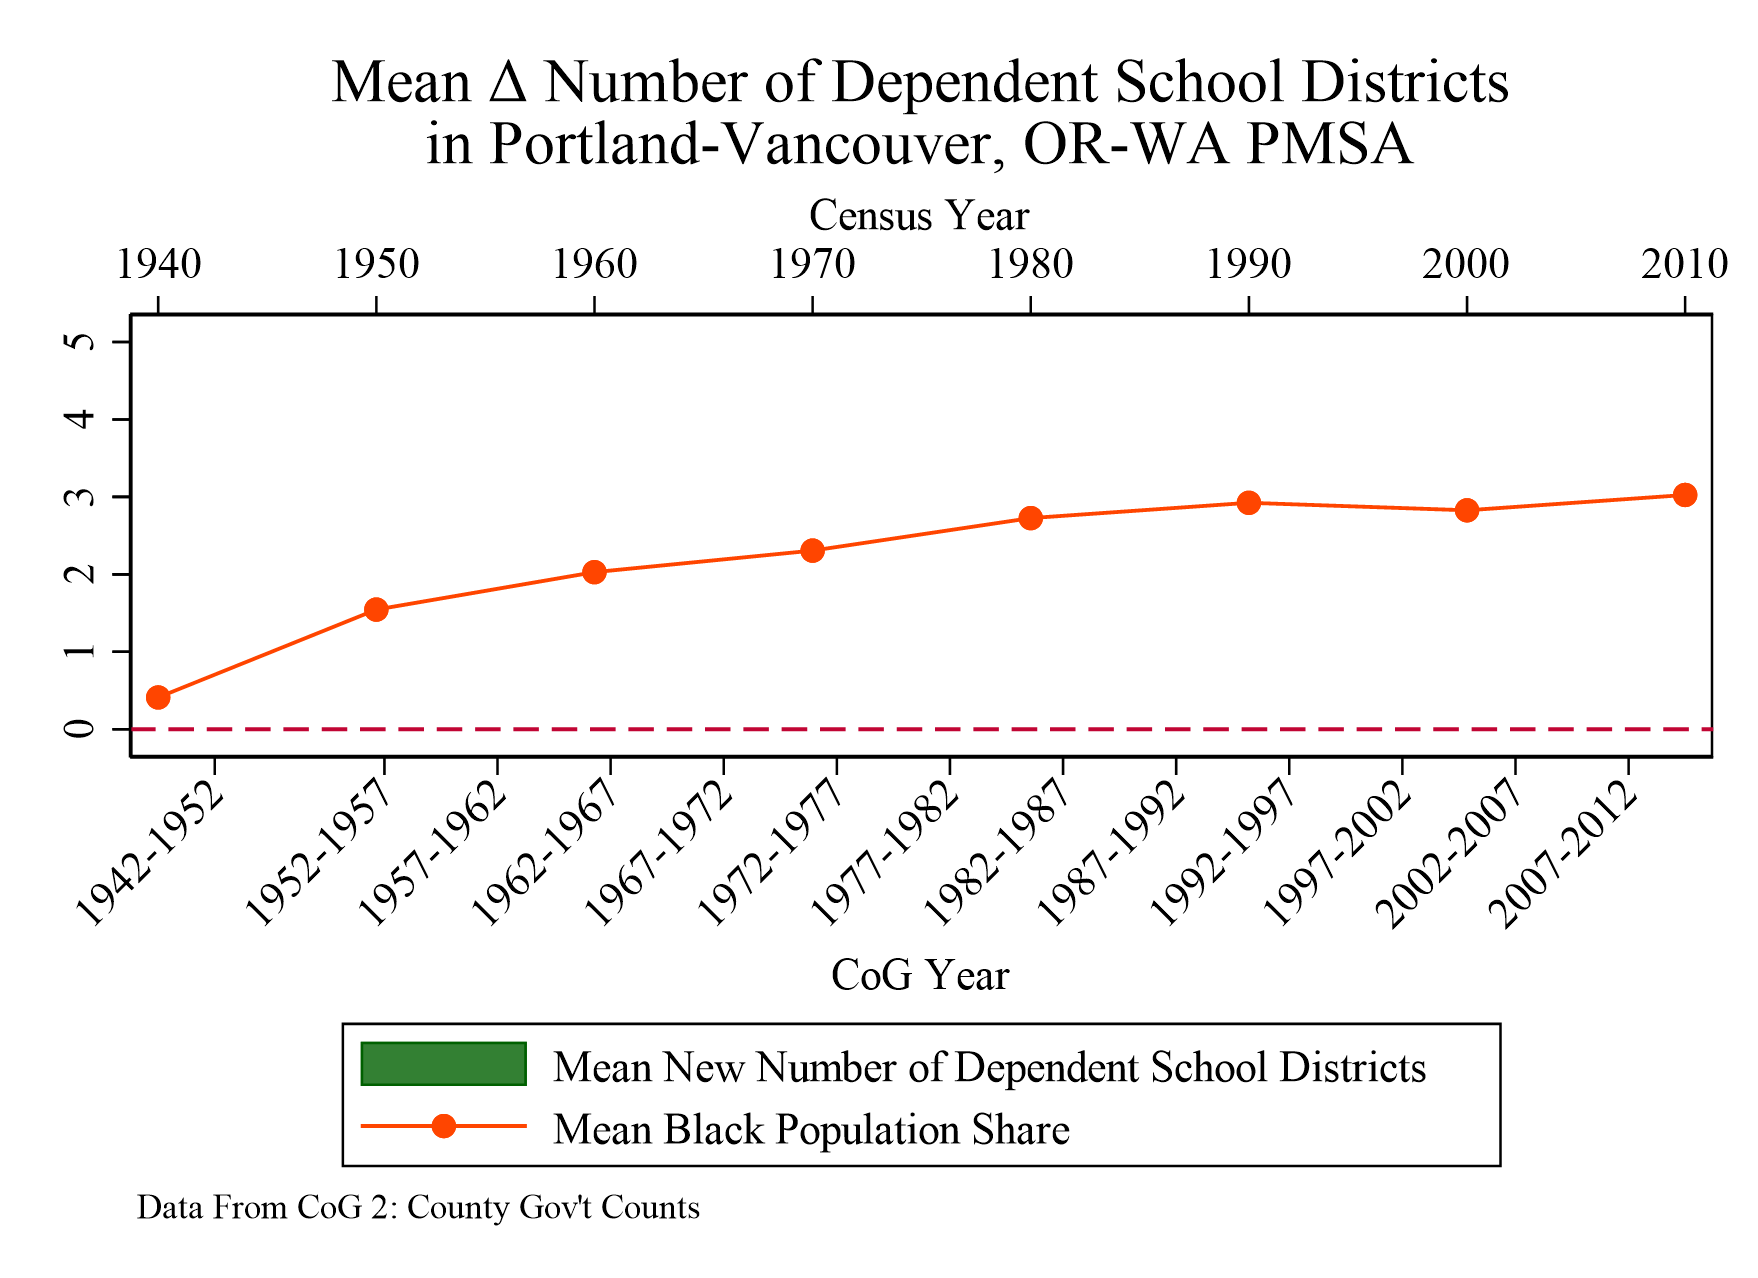 Mean Δ Number of Dependent School Districts
in Portland-Vancouver, OR-WA PMSA
Census Year
1940 1950 1960 1970 1980 1990 2000 2010
5
4
3
2
1
0
1942-1952 1952-1957 1957-1962 1962-1967 1967-1972 1972-1977 1977-1982 1982-1987 1987-1992 1992-1997 1997-2002 2002-2007 2007-2012
CoG Year
Mean New Number of Dependent School Districts
Mean Black Population Share
Data From CoG 2: County Gov't Counts